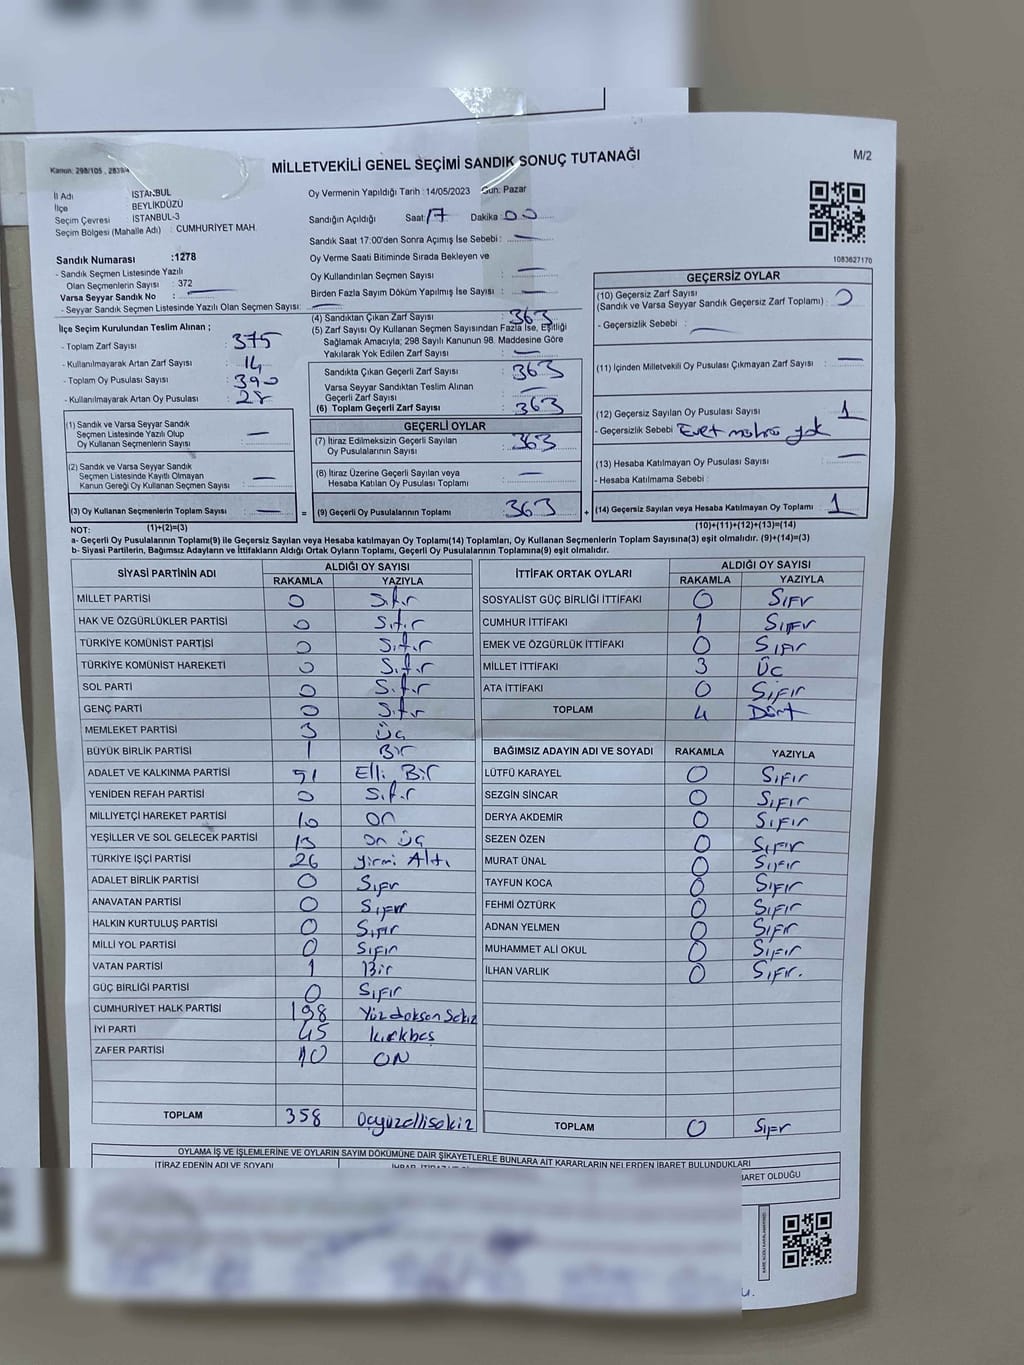 MİLLETVEKİLİ GENEL SEÇİMİ SANDIK SONUÇ TUTANAĞI
M/2
Kanun: 298/105 , 2839/4
İl Adı İSTANBUL
İlçe BEYLİKDÜZÜ
Seçim Çevresi İSTANBUL-3
Seçim Bölgesi (Mahalle Adı) : CUMHURİYET MAH.
Oy Vermenin Yapıldığı Tarih : 14/05/2023 Gün: Pazar
Sandığın Açıldığı Saat 17 Dakika 00
Sandık Saat 17:00'den Sonra Açımış İse Sebebi : —
Oy Verme Saati Bitiminde Sırada Bekleyen ve
Oy Kullandırılan Seçmen Sayısı : —
Birden Fazla Sayım Döküm Yapılmış İse Sayısı : —
1083627170
Sandık Numarası :1278
- Sandık Seçmen Listesinde Yazılı
Olan Seçmenlerin Sayısı : 372
Varsa Seyyar Sandık No : —
- Seyyar Sandık Seçmen Listesinde Yazılı Olan Seçmen Sayısı: —
İlçe Seçim Kurulundan Teslim Alınan ;
- Toplam Zarf Sayısı : 375
- Kullanılmayarak Artan Zarf Sayısı : 14
- Toplam Oy Pusulası Sayısı : 390
- Kullanılmayarak Artan Oy Pusulası : 28
(1) Sandık ve Varsa Seyyar Sandık
Seçmen Listesinde Yazılı Olup
Oy Kullanan Seçmenlerin Sayısı : —
(2) Sandık ve Varsa Seyyar Sandık
Seçmen Listesinde Kayıtlı Olmayan
Kanun Gereği Oy Kullanan Seçmen Sayısı : —
(3) Oy Kullanan Seçmenlerin Toplam Sayısı : —
(1)+(2)=(3)
(4) Sandıktan Çıkan Zarf Sayısı : 363
(5) Zarf Sayısı Oy Kullanan Seçmen Sayısından Fazla İse, Eşitliği
Sağlamak Amacıyla; 298 Sayılı Kanunun 98. Maddesine Göre
Yakılarak Yok Edilen Zarf Sayısı : —
Sandıkta Çıkan Geçerli Zarf Sayısı : 363
Varsa Seyyar Sandıktan Teslim Alınan
Geçerli Zarf Sayısı : —
(6) Toplam Geçerli Zarf Sayısı : 363
GEÇERLİ OYLAR
(7) İtiraz Edilmeksizin Geçerli Sayılan
Oy Pusulalarının Sayısı : 363
(8) İtiraz Üzerine Geçerli Sayılan veya
Hesaba Katılan Oy Pusulası Toplamı : —
= (9) Geçerli Oy Pusulalarının Toplamı : 363
GEÇERSİZ OYLAR
(10) Geçersiz Zarf Sayısı
(Sandık ve Varsa Seyyar Sandık Geçersiz Zarf Toplamı) : 0
- Geçersizlik Sebebi : —
(11) İçinden Milletvekili Oy Pusulası Çıkmayan Zarf Sayısı : —
(12) Geçersiz Sayılan Oy Pusulası Sayısı : 1
- Geçersizlik Sebebi : Evet mührü yok
(13) Hesaba Katılmayan Oy Pusulası Sayısı : —
- Hesaba Katılmama Sebebi :
+ (14) Geçersiz Sayılan veya Hesaba Katılmayan Oy Toplamı : 1
(10)+(11)+(12)+(13)=(14)
NOT:
a- Geçerli Oy Pusulalarının Toplamı(9) ile Geçersiz Sayılan veya Hesaba katılmayan Oy Toplamı(14) Toplamları, Oy Kullanan Seçmenlerin Toplam Sayısına(3) eşit olmalıdır. (9)+(14)=(3)
b- Siyasi Partilerin, Bağımsız Adayların ve İttifakların Aldığı Ortak Oyların Toplamı, Geçerli Oy Pusulalarının Toplamına(9) eşit olmalıdır.
SİYASİ PARTİNİN ADI ALDIĞI OY SAYISI
RAKAMLA YAZIYLA
MİLLET PARTİSİ 0 Sıfır
HAK VE ÖZGÜRLÜKLER PARTİSİ 0 Sıfır
TÜRKİYE KOMÜNİST PARTİSİ 0 Sıfır
TÜRKİYE KOMÜNİST HAREKETİ 0 Sıfır
SOL PARTİ 0 Sıfır
GENÇ PARTİ 0 Sıfır
MEMLEKET PARTİSİ 3 Üç
BÜYÜK BİRLİK PARTİSİ 1 Bir
ADALET VE KALKINMA PARTİSİ 51 Elli Bir
YENİDEN REFAH PARTİSİ 0 Sıfır
MİLLİYETÇİ HAREKET PARTİSİ 10 On
YEŞİLLER VE SOL GELECEK PARTİSİ 13 On Üç
TÜRKİYE İŞÇİ PARTİSİ 26 Yirmi Altı
ADALET BİRLİK PARTİSİ 0 Sıfır
ANAVATAN PARTİSİ 0 Sıfır
HALKIN KURTULUŞ PARTİSİ 0 Sıfır
MİLLİ YOL PARTİSİ 0 Sıfır
VATAN PARTİSİ 1 Bir
GÜÇ BİRLİĞİ PARTİSİ 0 Sıfır
CUMHURİYET HALK PARTİSİ 198 Yüzdoksan Sekiz
İYİ PARTİ 45 Kırkbeş
ZAFER PARTİSİ 10 ON
TOPLAM 358 Üçyüzellisekiz
İTTİFAK ORTAK OYLARI ALDIĞI OY SAYISI
RAKAMLA YAZIYLA
SOSYALİST GÜÇ BİRLİĞİ İTTİFAKI 0 Sıfır
CUMHUR İTTİFAKI 1 Sıfır
EMEK VE ÖZGÜRLÜK İTTİFAKI 0 Sıfır
MİLLET İTTİFAKI 3 Üc
ATA İTTİFAKI 0 Sıfır
TOPLAM 4 Dört
BAĞIMSIZ ADAYIN ADI VE SOYADI RAKAMLA YAZIYLA
LÜTFÜ KARAYEL 0 Sıfır
SEZGİN SİNCAR 0 Sıfır
DERYA AKDEMİR 0 Sıfır
SEZEN ÖZEN 0 Sıfır
MURAT ÜNAL 0 Sıfır
TAYFUN KOCA 0 Sıfır
FEHMİ ÖZTÜRK 0 Sıfır
ADNAN YELMEN 0 Sıfır
MUHAMMET ALİ OKUL 0 Sıfır
İLHAN VARLIK 0 Sıfır.
TOPLAM 0 Sıfır
OYLAMA İŞ VE İŞLEMLERİNE VE OYLARIN SAYIM DÖKÜMÜNE DAİR ŞİKAYETLERLE BUNLARA AİT KARARLARIN NELERDEN İBARET BULUNDUKLARI
İTİRAZ EDENİN ADI VE SOYADI
BARET OLDUĞU